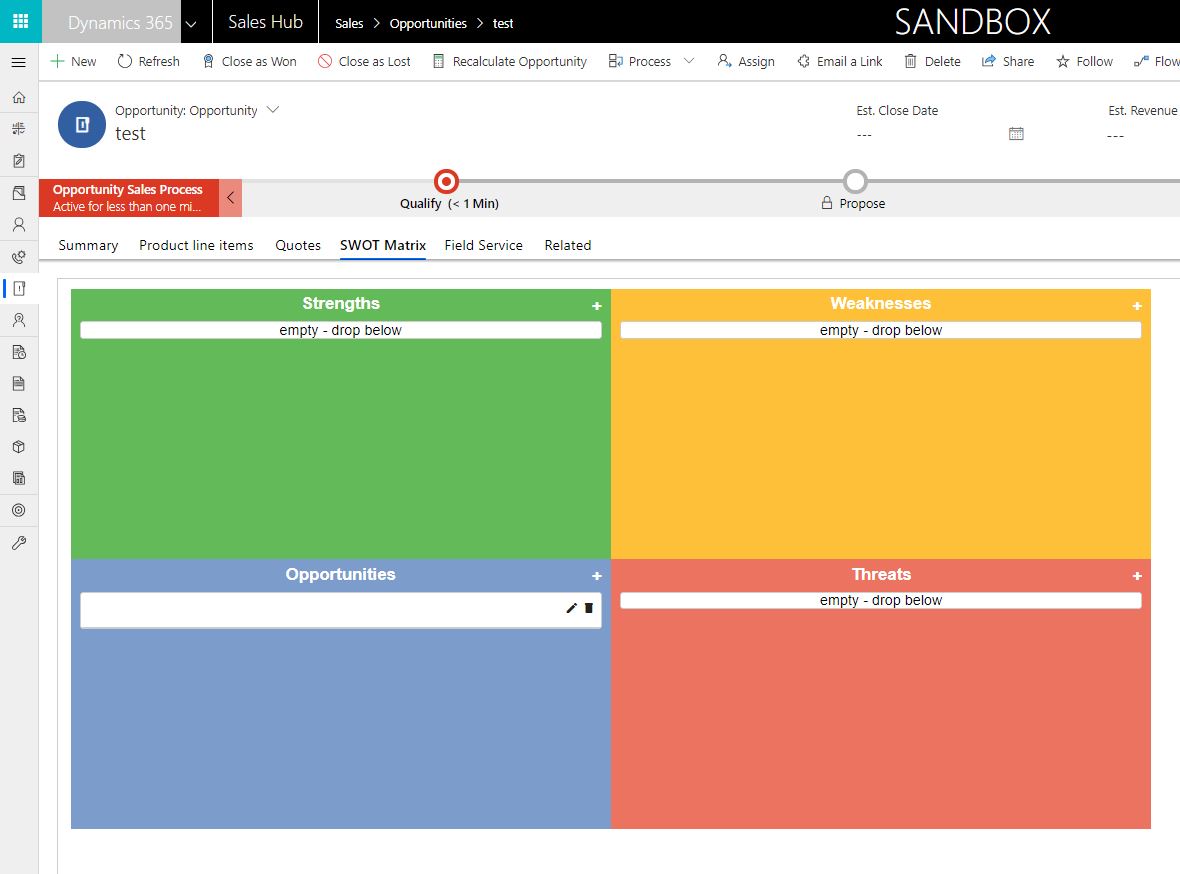 Dynamics 365 Sales Hub Sales > Opportunities > test SANDBOX
New Refresh Close as Won Close as Lost Recalculate Opportunity Process Assign Email a Link Delete Share Follow Flow
Opportunity: Opportunity
test
Est. Close Date
---
Est. Revenue
---
Opportunity Sales Process
Active for less than one mi...
Qualify (< 1 Min)
Propose
Summary Product line items Quotes SWOT Matrix Field Service Related
Strengths +
empty - drop below
Weaknesses +
empty - drop below
Opportunities +
Threats +
empty - drop below